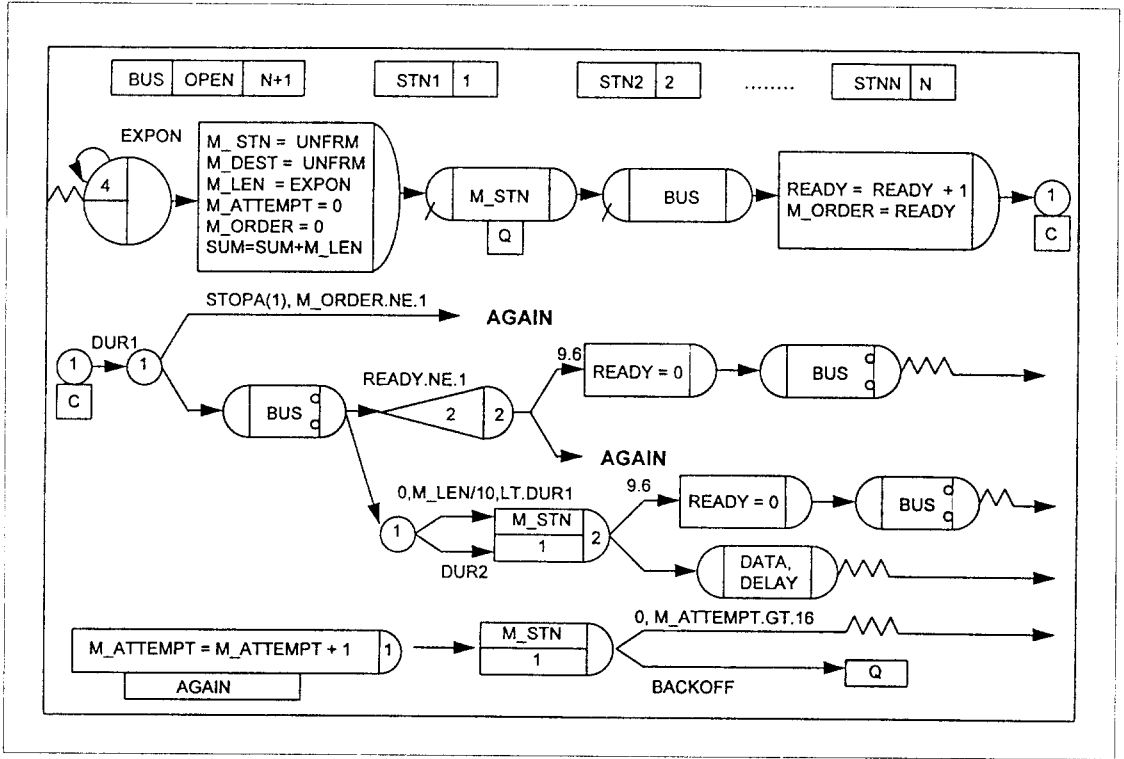 BUS OPEN N+1 STN1 1 STN2 2 ........ STNN N
EXPON
4
M_ STN = UNFRM
M_DEST = UNFRM
M_LEN = EXPON
M_ATTEMPT = 0
M_ORDER = 0
SUM=SUM+M_LEN
M_STN
Q
BUS
READY = READY + 1
M_ORDER = READY
1
C
STOPA(1), M_ORDER.NE.1
AGAIN
1
C
DUR1
1
BUS
READY.NE.1
2 2
9.6
READY = 0
BUS
AGAIN
1
0,M_LEN/10,LT.DUR1
DUR2
M_STN
1
2
9.6
READY = 0
BUS
DATA,
DELAY
M_ATTEMPT = M_ATTEMPT + 1 1
AGAIN
M_STN
1
0, M_ATTEMPT.GT.16
BACKOFF
Q